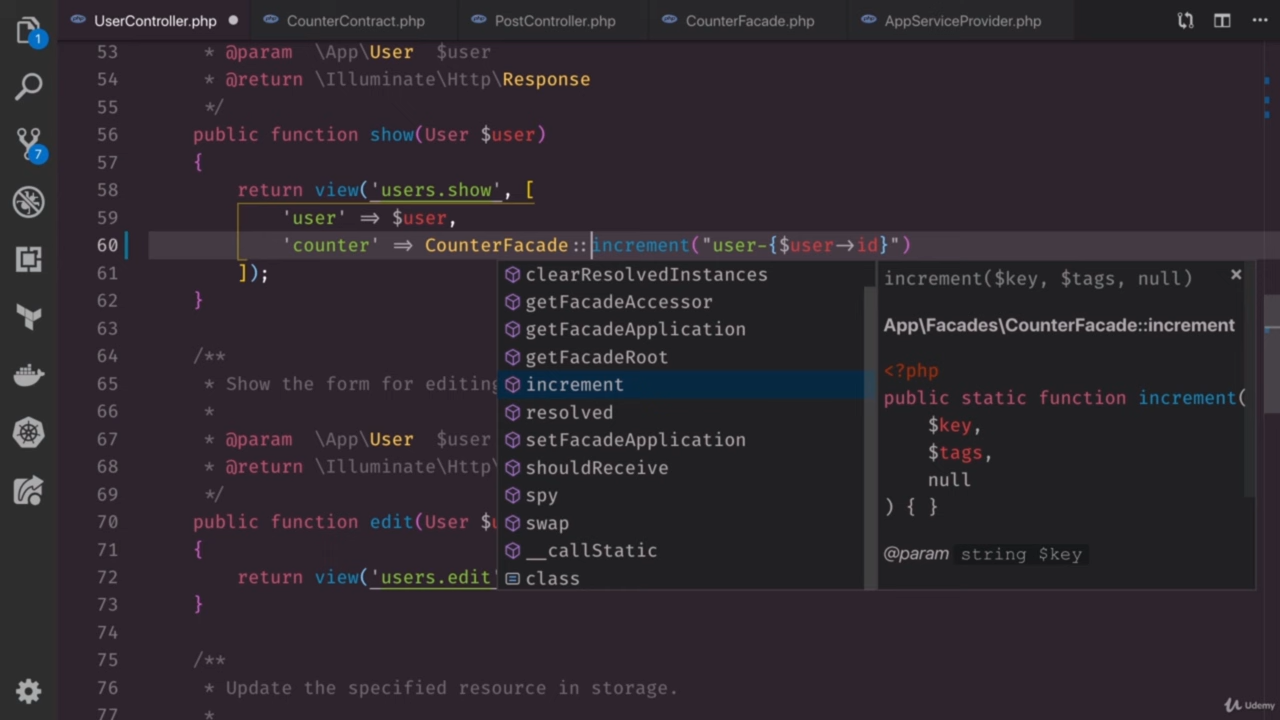 UserController.php CounterContract.php PostController.php CounterFacade.php AppServiceProvider.php
1
7
53 * @param \App\User $user
54 * @return \Illuminate\Http\Response
55 */
56 public function show(User $user)
57 {
58 return view('users.show', [
59 'user' => $user,
60 'counter' => CounterFacade::increment("user-{$user->id}")
61 ]);
62 }
63
64 /**
65 * Show the form for editing
66 *
67 * @param \App\User $user
68 * @return \Illuminate\Http\
69 */
70 public function edit(User $u
71 {
72 return view('users.edit'
73 }
74
75 /**
76 * Update the specified resource in storage.
77 *
clearResolvedInstances
getFacadeAccessor
getFacadeApplication
getFacadeRoot
increment
resolved
setFacadeApplication
shouldReceive
spy
swap
__callStatic
class
increment($key, $tags, null)
App\Facades\CounterFacade::increment
<?php
public static function increment(
$key,
$tags,
null
) { }
@param string $key
Udemy